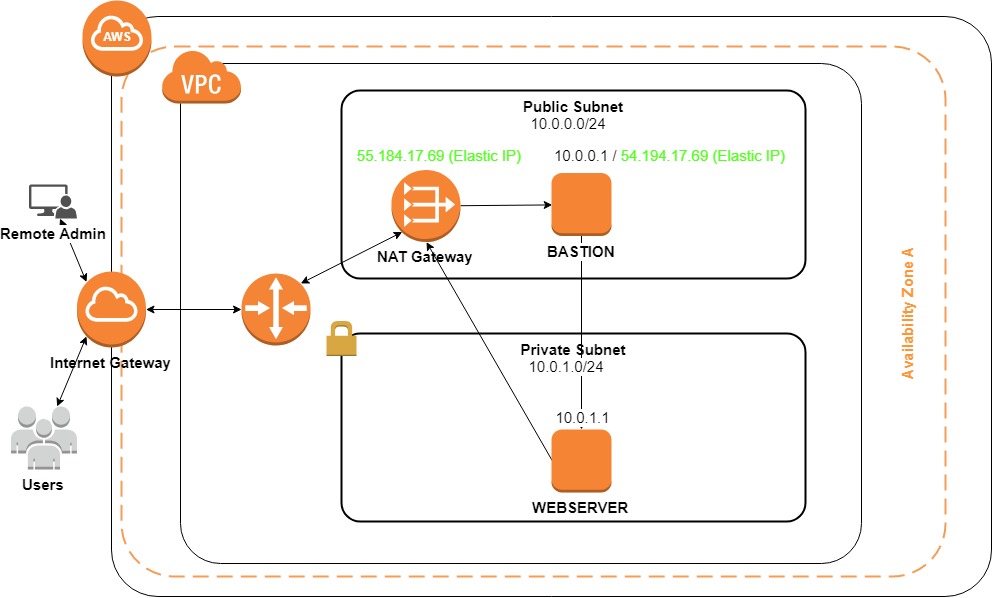 AWS
VPC
Public Subnet
10.0.0.0/24
55.184.17.69 (Elastic IP)
10.0.0.1 / 54.194.17.69 (Elastic IP)
NAT Gateway
BASTION
Remote Admin
Internet Gateway
Users
Private Subnet
10.0.1.0/24
10.0.1.1
WEBSERVER
Availability Zone A